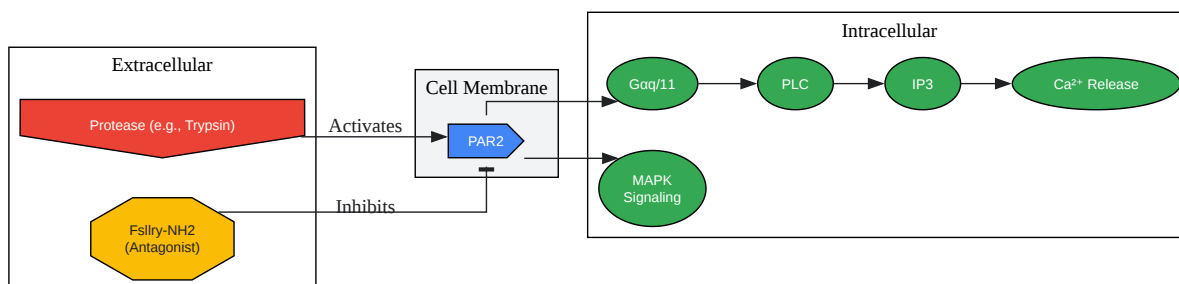 Extracellular
Protease (e.g., Trypsin)
Fsllry-NH2
(Antagonist)
Activates
Inhibits
Cell Membrane
PAR2
Intracellular
Gαq/11
PLC
IP3
Ca²⁺ Release
MAPK
Signaling